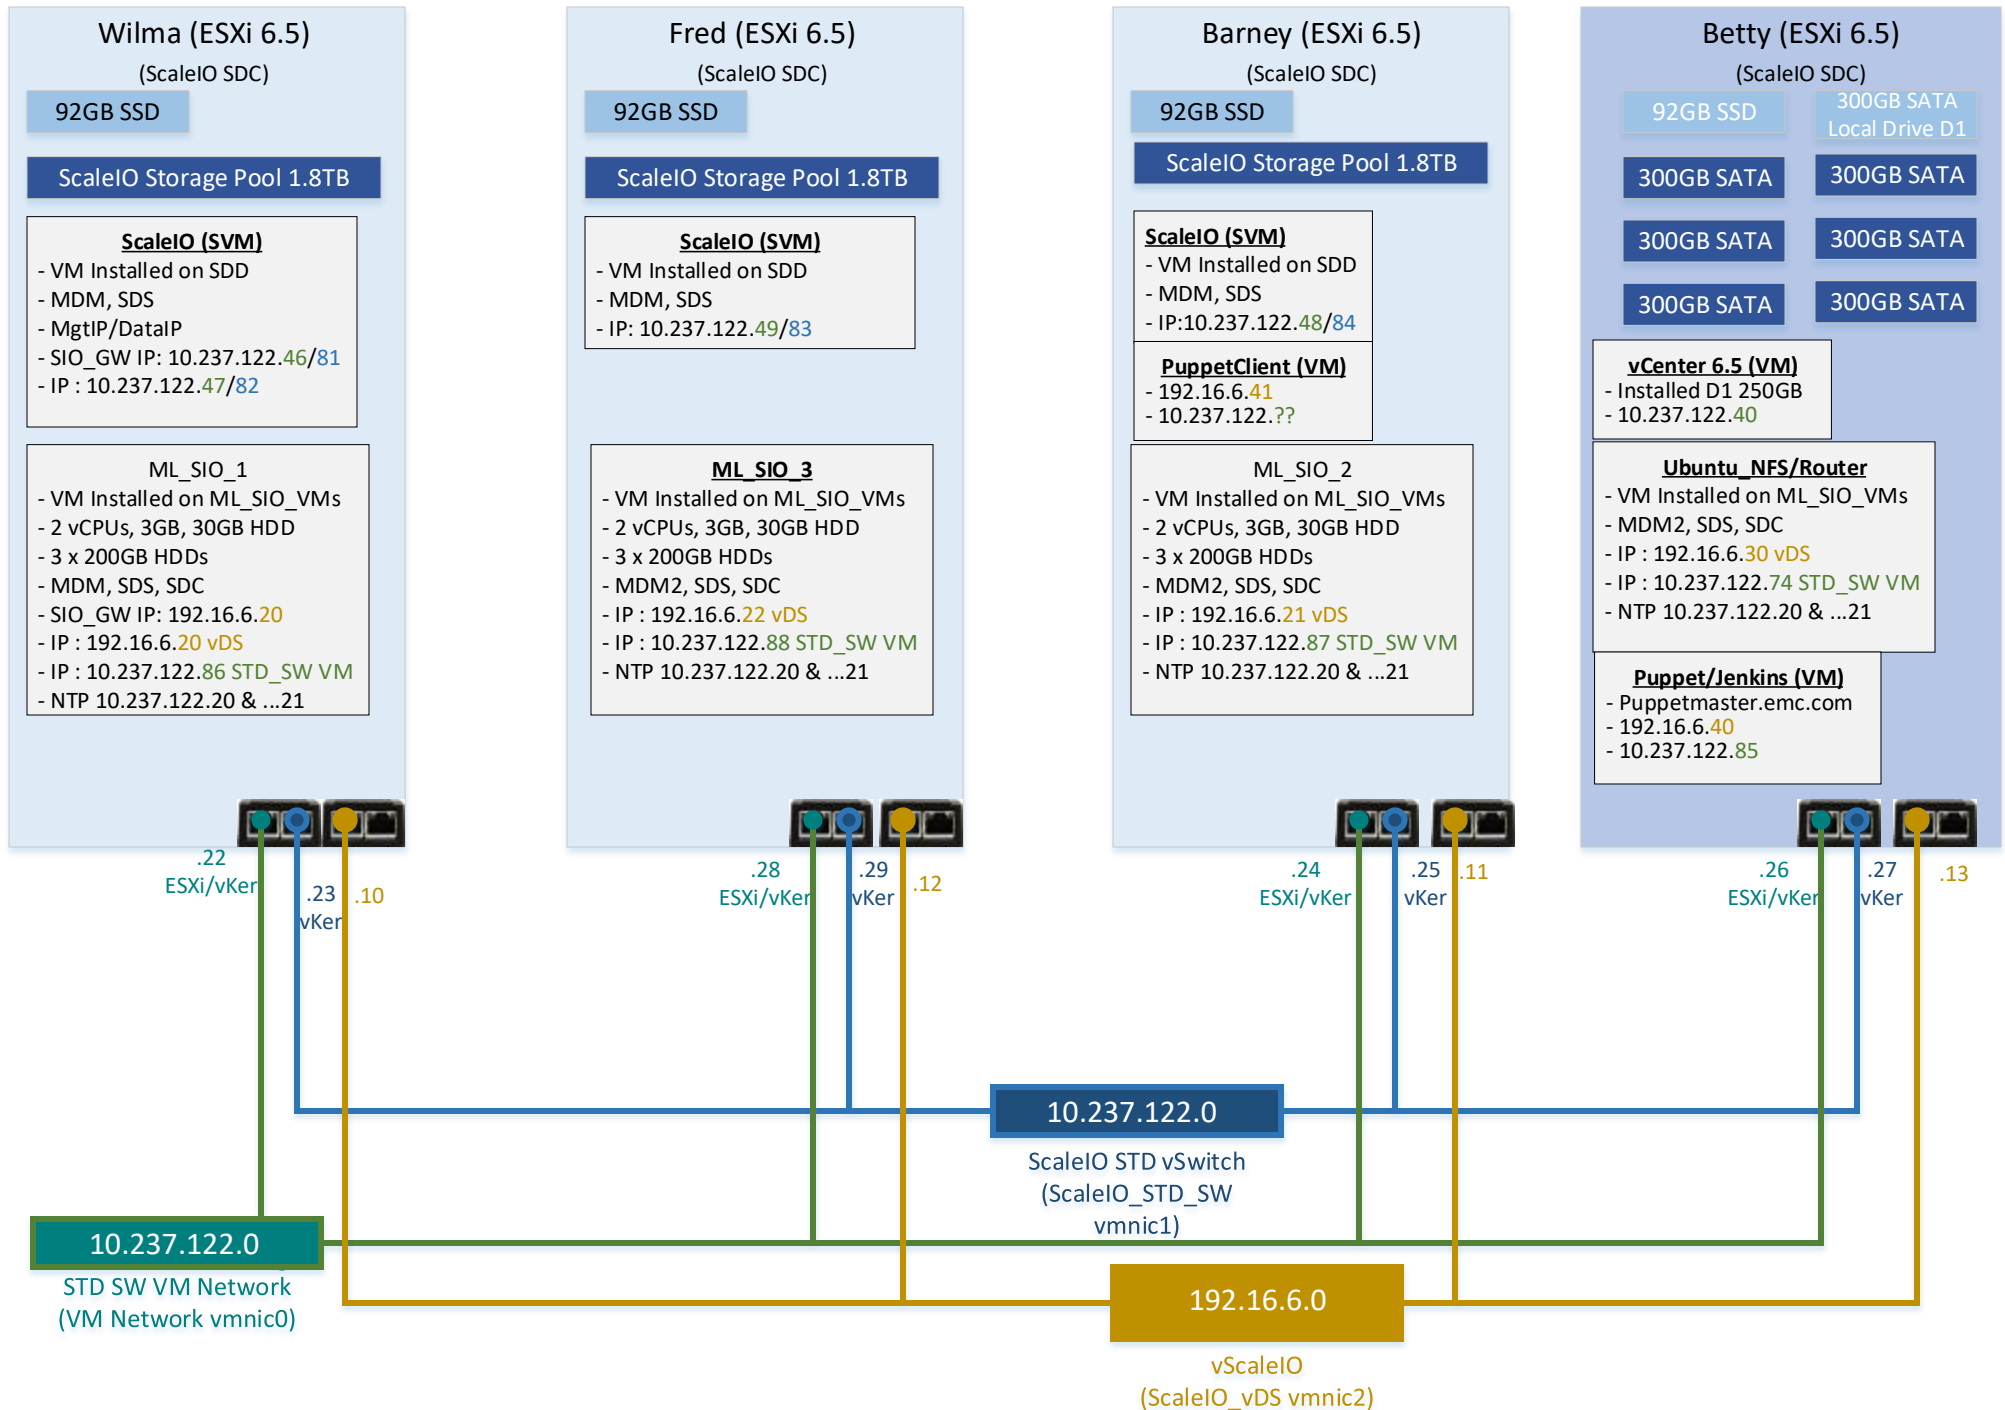 Wilma (ESXi 6.5)
(ScaleIO SDC)
92GB SSD
ScaleIO Storage Pool 1.8TB
ScaleIO (SVM)
- VM Installed on SDD
- MDM, SDS
- MgtIP/DataIP
- SIO_GW IP: 10.237.122.46/81
- IP : 10.237.122.47/82
ML_SIO_1
- VM Installed on ML_SIO_VMs
- 2 vCPUs, 3GB, 30GB HDD
- 3 x 200GB HDDs
- MDM, SDS, SDC
- SIO_GW IP: 192.16.6.20
- IP : 192.16.6.20 vDS
- IP : 10.237.122.86 STD_SW VM
- NTP 10.237.122.20 & ...21
Fred (ESXi 6.5)
(ScaleIO SDC)
92GB SSD
ScaleIO Storage Pool 1.8TB
ScaleIO (SVM)
- VM Installed on SDD
- MDM, SDS
- IP: 10.237.122.49/83
ML_SIO_3
- VM Installed on ML_SIO_VMs
- 2 vCPUs, 3GB, 30GB HDD
- 3 x 200GB HDDs
- MDM2, SDS, SDC
- IP : 192.16.6.22 vDS
- IP : 10.237.122.88 STD_SW VM
- NTP 10.237.122.20 & ...21
Barney (ESXi 6.5)
(ScaleIO SDC)
92GB SSD
ScaleIO Storage Pool 1.8TB
ScaleIO (SVM)
- VM Installed on SDD
- MDM, SDS
- IP:10.237.122.48/84
PuppetClient (VM)
- 192.16.6.41
- 10.237.122.??
ML_SIO_2
- VM Installed on ML_SIO_VMs
- 2 vCPUs, 3GB, 30GB HDD
- 3 x 200GB HDDs
- MDM2, SDS, SDC
- IP : 192.16.6.21 vDS
- IP : 10.237.122.87 STD_SW VM
- NTP 10.237.122.20 & ...21
Betty (ESXi 6.5)
(ScaleIO SDC)
92GB SSD
300GB SATA
Local Drive D1
300GB SATA
300GB SATA
300GB SATA
300GB SATA
300GB SATA
300GB SATA
vCenter 6.5 (VM)
- Installed D1 250GB
- 10.237.122.40
Ubuntu_NFS/Router
- VM Installed on ML_SIO_VMs
- MDM2, SDS, SDC
- IP : 192.16.6.30 vDS
- IP : 10.237.122.74 STD_SW VM
- NTP 10.237.122.20 & ...21
Puppet/Jenkins (VM)
- Puppetmaster.emc.com
- 192.16.6.40
- 10.237.122.85
.22
ESXi/vKer
.23
vKer
.10
.28
ESXi/vKer
.29
vKer
.12
.24
ESXi/vKer
.25
vKer
.11
.26
ESXi/vKer
.27
vKer
.13
10.237.122.0
ScaleIO STD vSwitch
(ScaleIO_STD_SW
vmnic1)
10.237.122.0
STD SW VM Network
(VM Network vmnic0)
192.16.6.0
vScaleIO
(ScaleIO_vDS vmnic2)